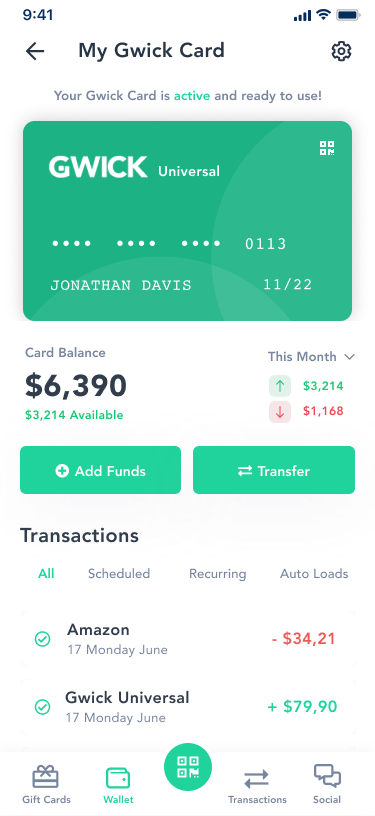 9:41
My Gwick Card
Your Gwick Card is active and ready to use!
GWICK Universal
•••• •••• •••• 0113
JONATHAN DAVIS 11/22
Card Balance
This Month
$6,390
$3,214
$3,214 Available
$1,168
Add Funds
Transfer
Transactions
All Scheduled Recurring Auto Loads
Amazon
- $34,21
17 Monday June
Gwick Universal
+ $79,90
17 Monday June
Gift Cards Wallet Transactions Social